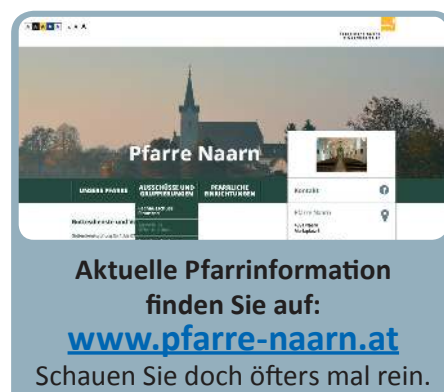 A
Pfarre Naarn
UNSERE PFARRE
AUSSCHÜSSE UND
GRUPPIERUNGEN
PFARRLICHE
EINRICHTUNGEN
Kontakt
Pfarre Naarn
Aktuelle Pfarrinformation
finden Sie auf:
www.pfarre-naarn.at
Schauen Sie doch öfters mal rein.